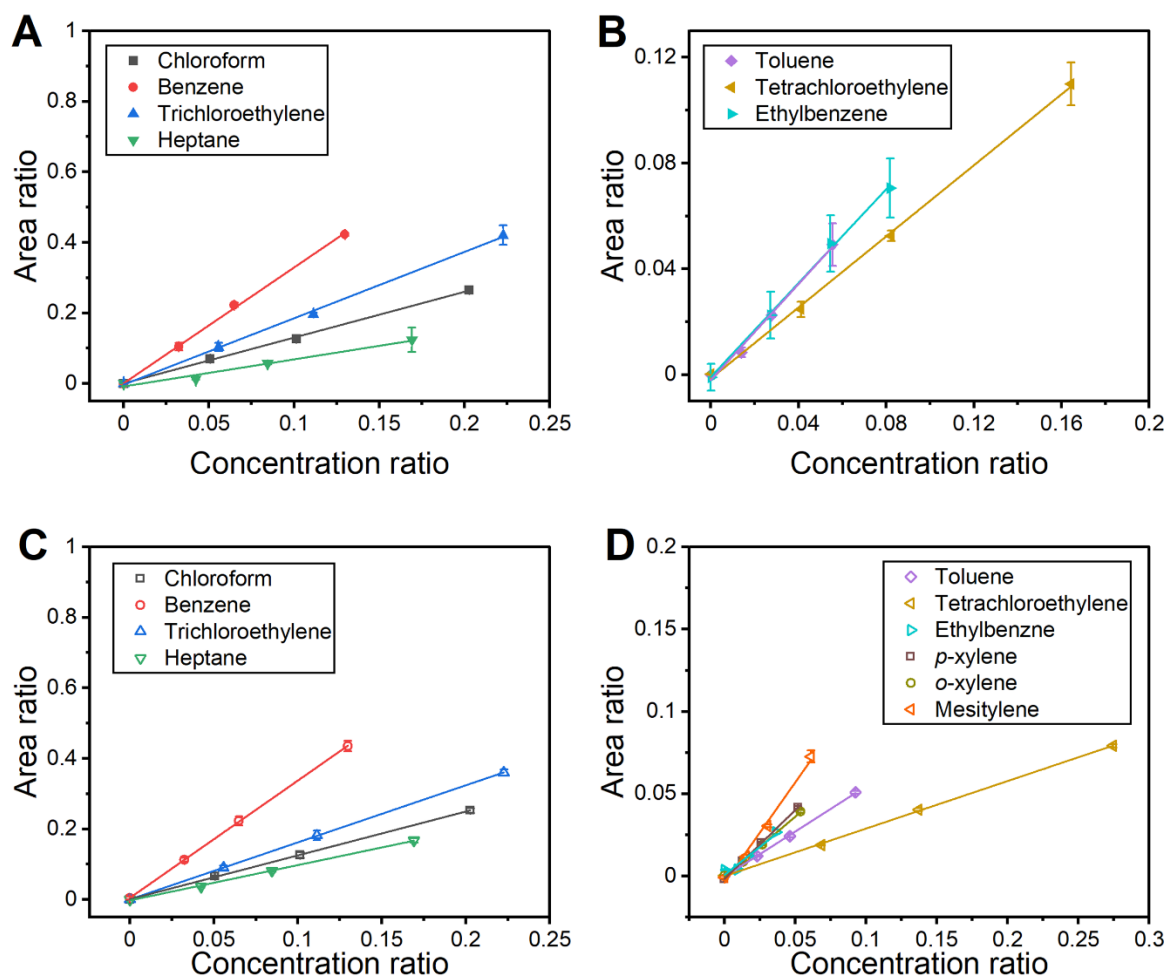 A
Chloroform
Benzene
Trichloroethylene
Heptane
1
0.8
0.6
0.4
0.2
0
Area ratio
0 0.05 0.1 0.15 0.2 0.25
Concentration ratio
B
Toluene
Tetrachloroethylene
Ethylbenzene
0.12
0.08
0.04
0
Area ratio
0 0.04 0.08 0.12 0.16 0.2
Concentration ratio
C
Chloroform
Benzene
Trichloroethylene
Heptane
1
0.8
0.6
0.4
0.2
0
Area ratio
0 0.05 0.1 0.15 0.2 0.25
Concentration ratio
D
Toluene
Tetrachloroethylene
Ethylbenzne
p-xylene
o-xylene
Mesitylene
0.2
0.15
0.1
0.05
0
Area ratio
0 0.05 0.1 0.15 0.2 0.25 0.3
Concentration ratio